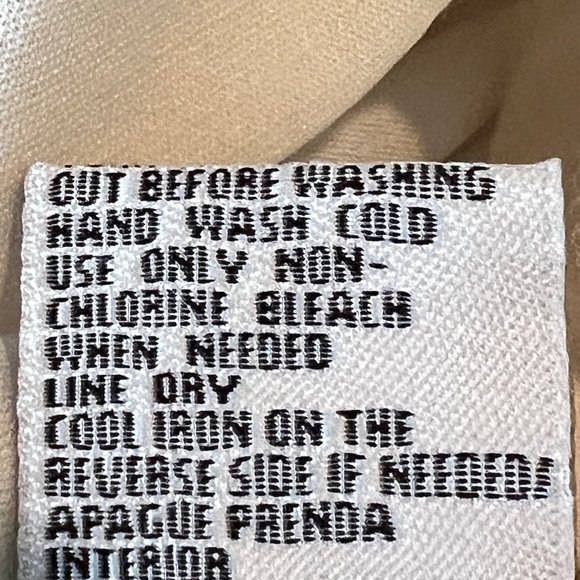 OUT BEFORE WASHING
HAND WASH COLD
USE ONLY NON-
CHLORINE BLEACH
WHEN NEEDED
LINE DRY
COOL IRON ON THE
REVERSE SIDE IF NEEDED/
APAGUE PRENDA
INTERIOR